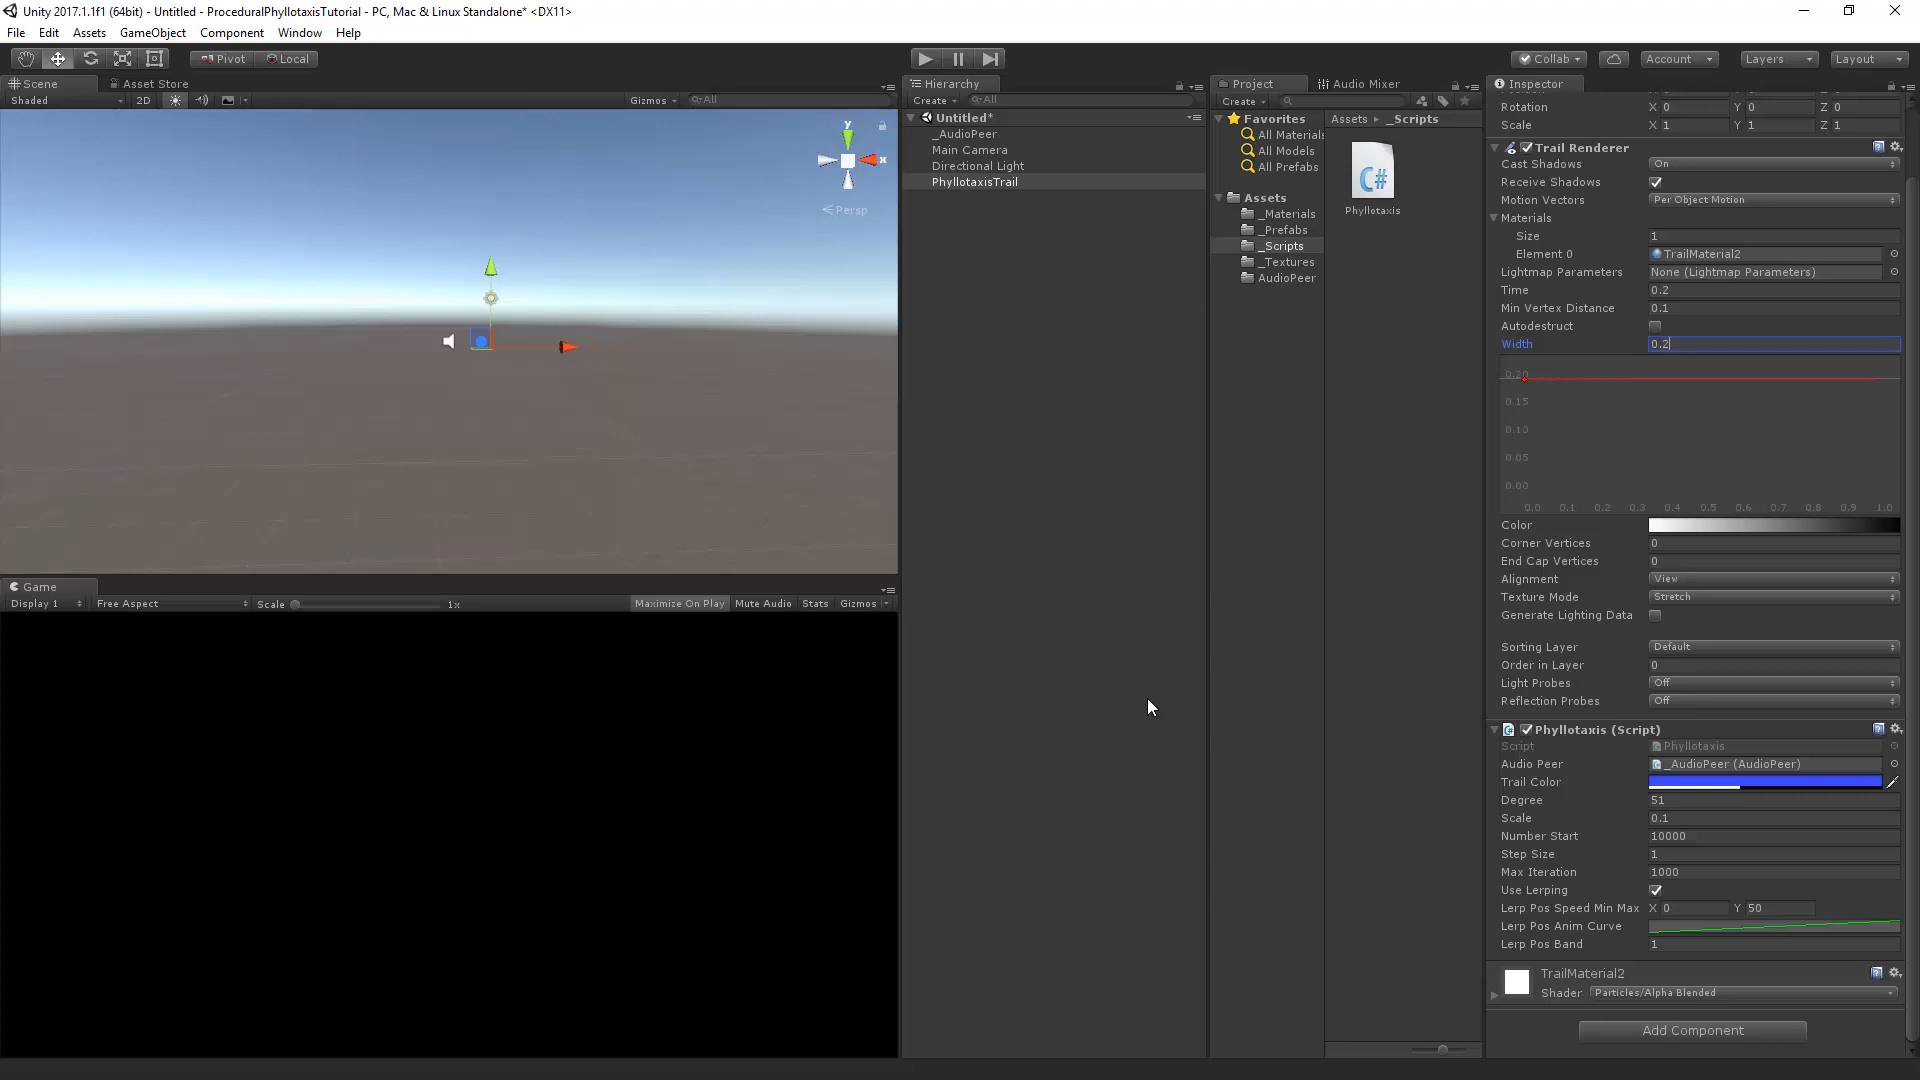 Unity 2017.1.1f1 (64bit) - Untitled - ProceduralPhyllotaxisTutorial - PC, Mac & Linux Standalone* <DX11>
File Edit Assets GameObject Component Window Help
Pivot Local Collab Account Layers Layout
Scene Asset Store
Shaded 2D Gizmos All
y
x
Persp
Game
Display 1 Free Aspect Scale 1x Maximize On Play Mute Audio Stats Gizmos
Hierarchy
Create All
Untitled*
_AudioPeer
Main Camera
Directional Light
PhyllotaxisTrail
Project Audio Mixer
Create
Favorites
All Materials
All Models
All Prefabs
Assets
_Materials
_Prefabs
_Scripts
_Textures
AudioPeer
Assets _Scripts
C#
Phyllotaxis
Inspector
Rotation X 0 Y 0 Z 0
Scale X 1 Y 1 Z 1
Trail Renderer
Cast Shadows On
Receive Shadows
Motion Vectors Per Object Motion
Materials
Size 1
Element 0 TrailMaterial2
Lightmap Parameters None (Lightmap Parameters)
Time 0.2
Min Vertex Distance 0.1
Autodestruct
Width 0.2
0.20
0.15
0.10
0.05
0.00
0.0 0.1 0.2 0.3 0.4 0.5 0.6 0.7 0.8 0.9 1.0
Color
Corner Vertices 0
End Cap Vertices 0
Alignment View
Texture Mode Stretch
Generate Lighting Data
Sorting Layer Default
Order in Layer 0
Light Probes Off
Reflection Probes Off
Phyllotaxis (Script)
Script Phyllotaxis
Audio Peer _AudioPeer (AudioPeer)
Trail Color
Degree 51
Scale 0.1
Number Start 10000
Step Size 1
Max Iteration 1000
Use Lerping
Lerp Pos Speed Min Max X 0 Y 50
Lerp Pos Anim Curve
Lerp Pos Band 1
TrailMaterial2
Shader Particles/Alpha Blended
Add Component